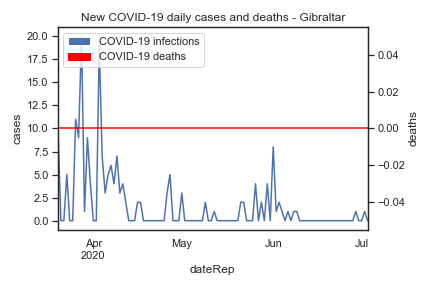 New COVID-19 daily cases and deaths - Gibraltar
COVID-19 infections
COVID-19 deaths
20.0
17.5
15.0
12.5
10.0
7.5
5.0
2.5
0.0
cases
0.04
0.02
0.00
−0.02
−0.04
deaths
Apr
2020
May
Jun
Jul
dateRep